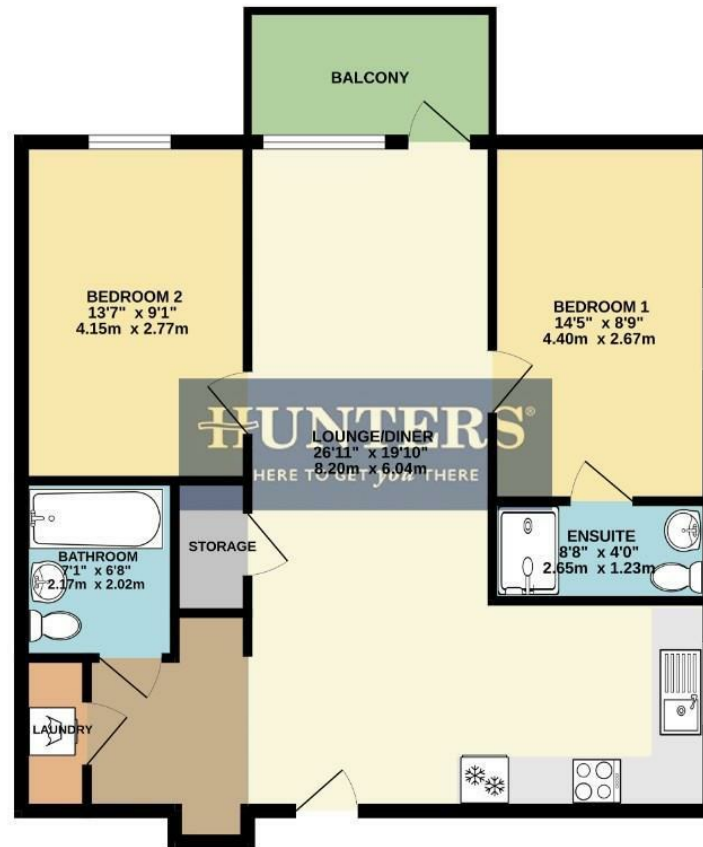 BALCONY
BEDROOM 2
13'7" x 9'1"
4.15m x 2.77m
BEDROOM 1
14'5" x 8'9"
4.40m x 2.67m
HUNTERS®
HERE TO GET you THERE
LOUNGE/DINER
26'11" x 19'10"
8.20m x 6.04m
STORAGE
BATHROOM
7'1" x 6'8"
2.17m x 2.02m
ENSUITE
8'8" x 4'0"
2.65m x 1.23m
LAUNDRY